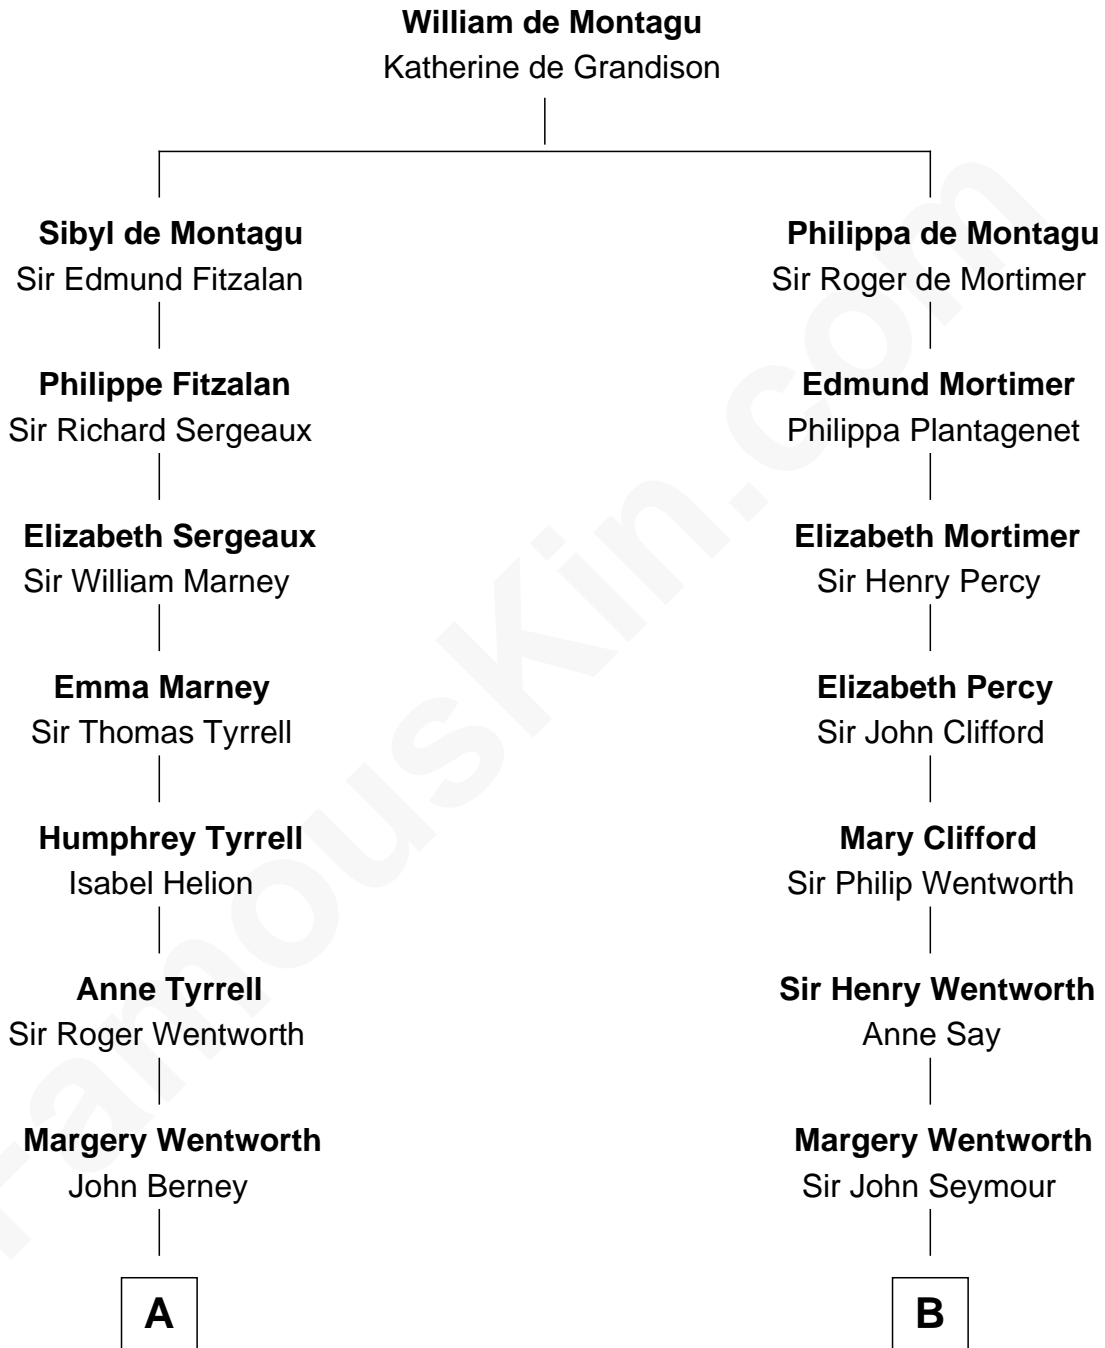 William de Montagu
Katherine de Grandison
Sibyl de Montagu
Sir Edmund Fitzalan
Philippa de Montagu
Sir Roger de Mortimer
Philippe Fitzalan
Sir Richard Sergeaux
Edmund Mortimer
Philippa Plantagenet
Elizabeth Sergeaux
Sir William Marney
Elizabeth Mortimer
Sir Henry Percy
Emma Marney
Sir Thomas Tyrrell
Elizabeth Percy
Sir John Clifford
Humphrey Tyrrell
Isabel Helion
Mary Clifford
Sir Philip Wentworth
Anne Tyrrell
Sir Roger Wentworth
Sir Henry Wentworth
Anne Say
Margery Wentworth
John Berney
Margery Wentworth
Sir John Seymour
A
B
FamousKin.com